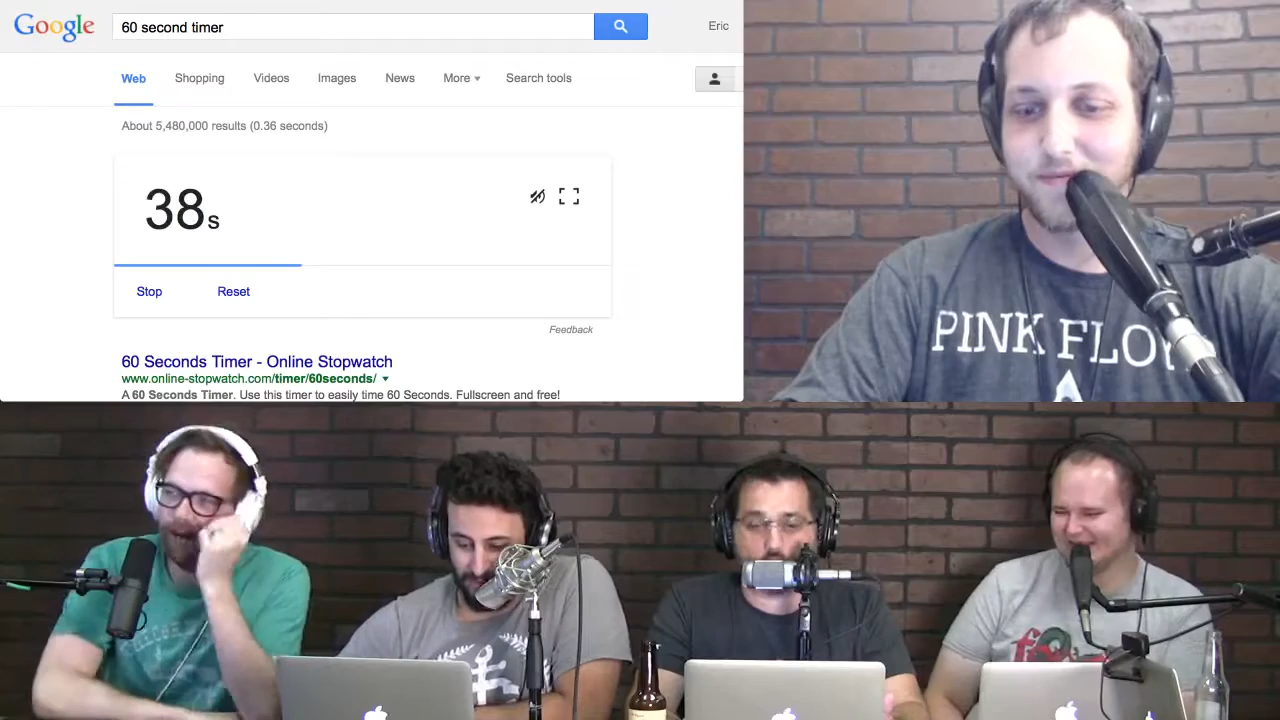 Google
60 second timer
Eric
Web Shopping Videos Images News More Search tools
About 5,480,000 results (0.36 seconds)
38s
Stop Reset
Feedback
60 Seconds Timer - Online Stopwatch
www.online-stopwatch.com/timer/60seconds/
A 60 Seconds Timer. Use this timer to easily time 60 Seconds. Fullscreen and free!
PINK FLOYD